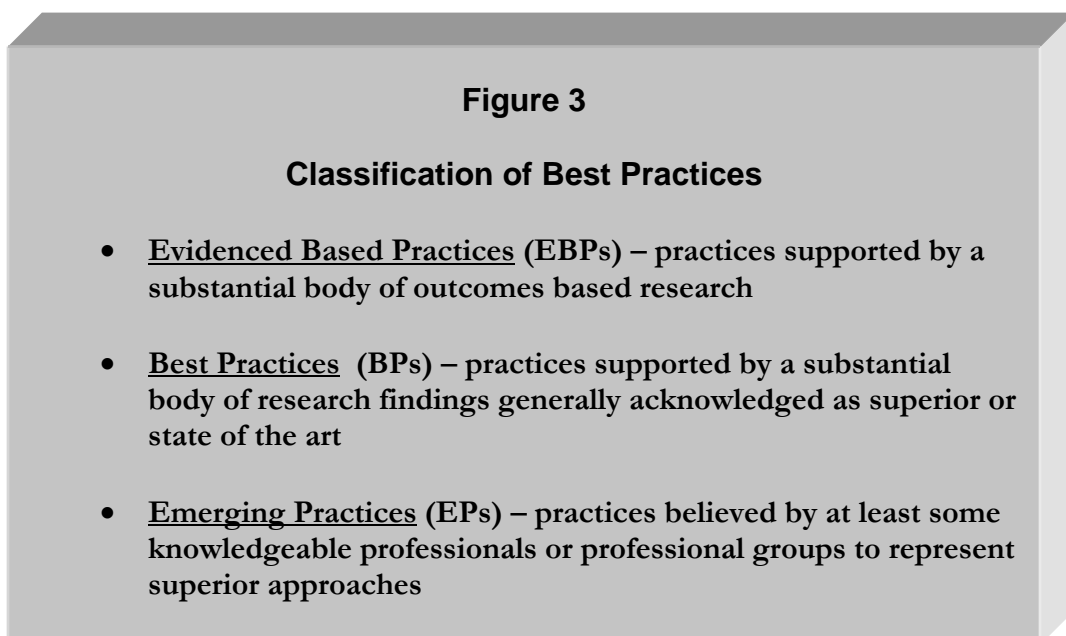 Figure 3
Classification of Best Practices
• Evidenced Based Practices (EBPs) – practices supported by a
substantial body of outcomes based research
• Best Practices (BPs) – practices supported by a substantial
body of research findings generally acknowledged as superior or
state of the art
• Emerging Practices (EPs) – practices believed by at least some
knowledgeable professionals or professional groups to represent
superior approaches